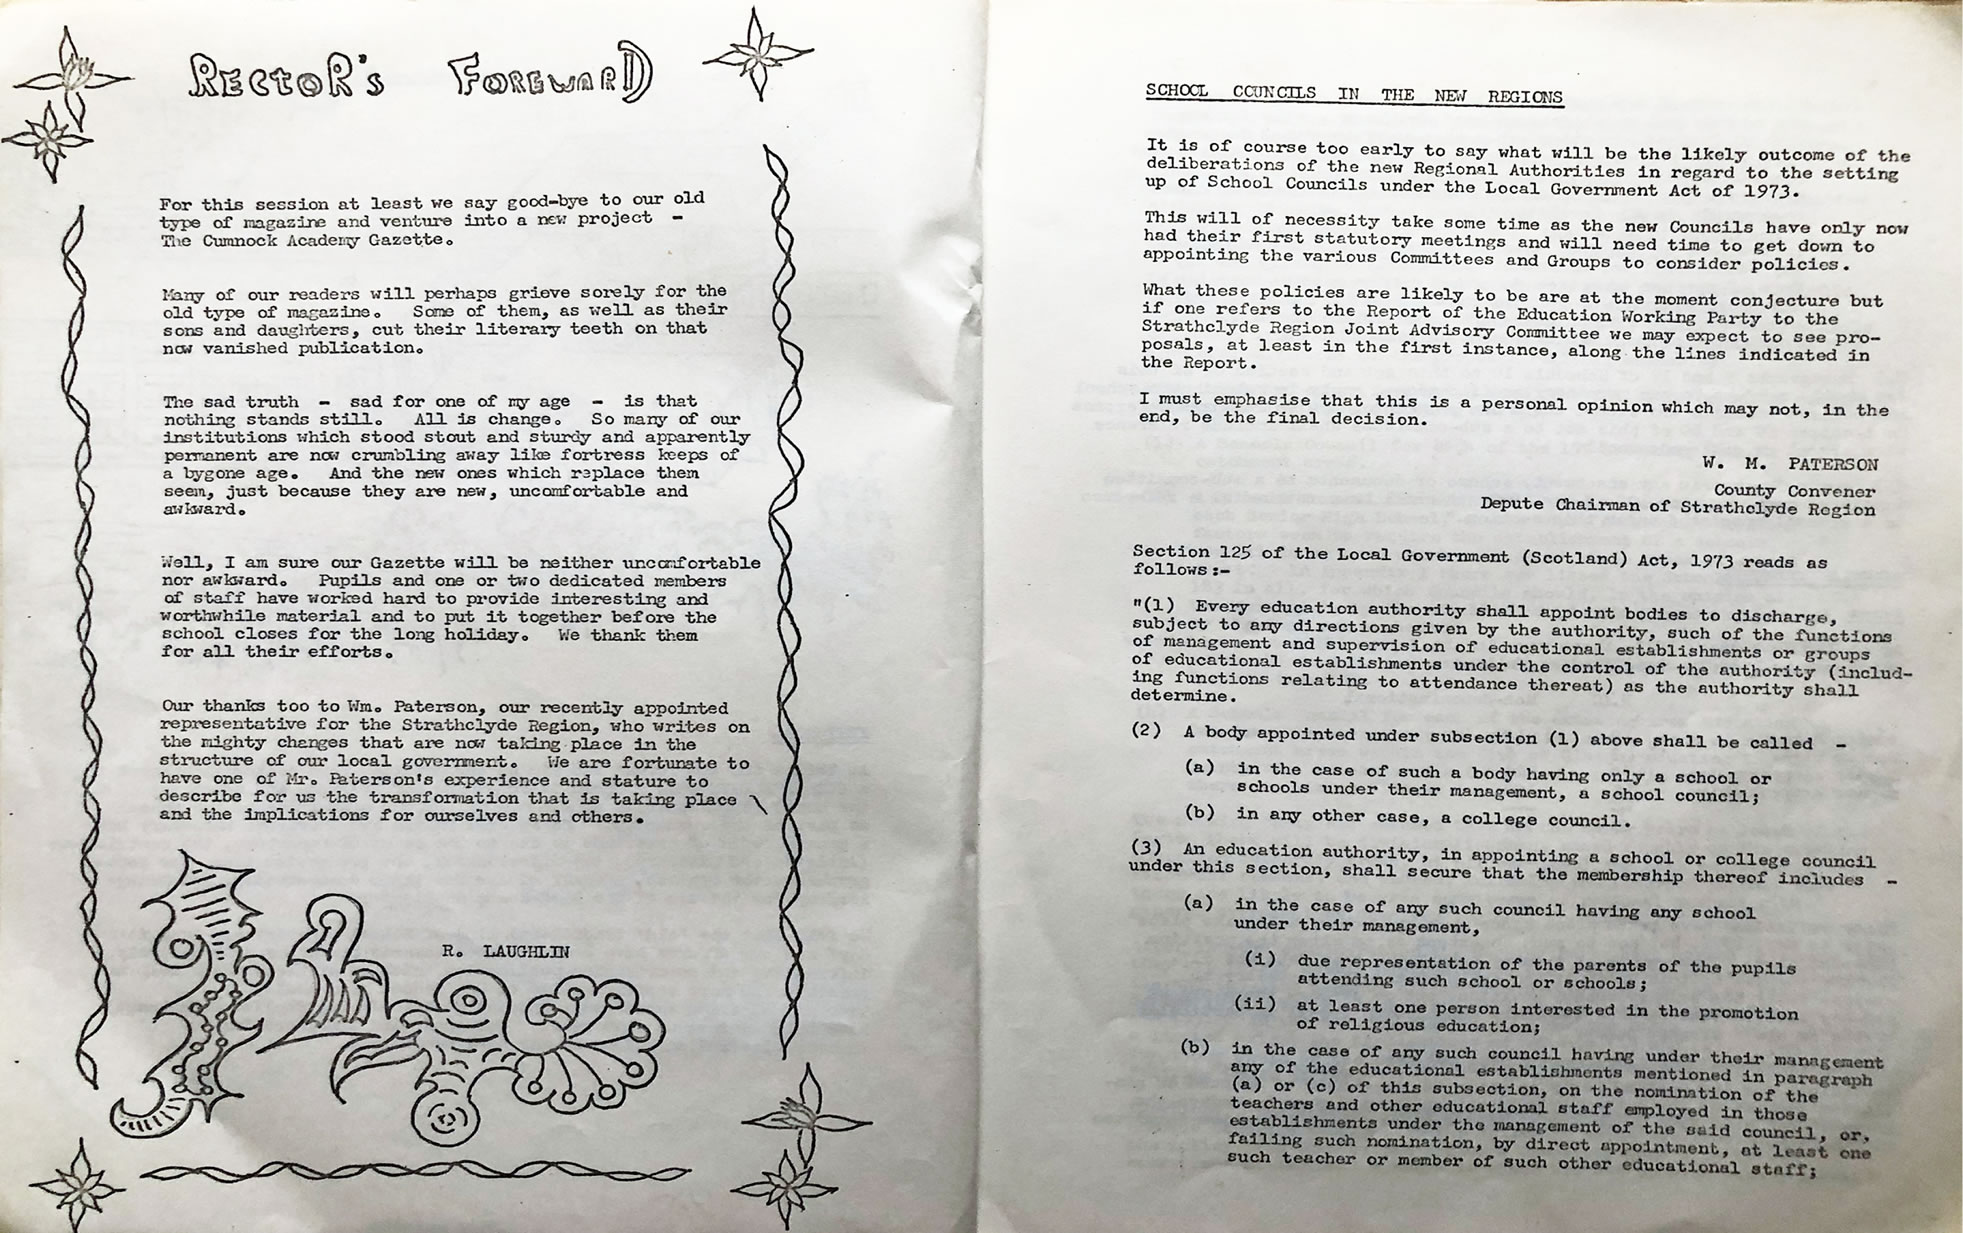 RECTOR'S FOREWARD
For this session at least we say good-bye to our old
type of magazine and venture into a new project -
The Cumnock Academy Gazette.
Many of our readers will perhaps grieve sorely for the
old type of magazine. Some of them, as well as their
sons and daughters, cut their literary teeth on that
now vanished publication.
The sad truth - sad for one of my age - is that
nothing stands still. All is change. So many of our
institutions which stood stout and sturdy and apparently
permanent are now crumbling away like fortress keeps of
a bygone age. And the new ones which replace them
seem, just because they are new, uncomfortable and
awkward.
Well, I am sure our Gazette will be neither uncomfortable
nor awkward. Pupils and one or two dedicated members
of staff have worked hard to provide interesting and
worthwhile material and to put it together before the
school closes for the long holiday. We thank them
for all their efforts.
Our thanks too to Wm. Paterson, our recently appointed
representative for the Strathclyde Region, who writes on
the mighty changes that are now taking place in the
structure of our local government. We are fortunate to
have one of Mr. Paterson's experience and stature to
describe for us the transformation that is taking place
and the implications for ourselves and others.
R. LAUGHLIN
SCHOOL COUNCILS IN THE NEW REGIONS
It is of course too early to say what will be the likely outcome of the
deliberations of the new Regional Authorities in regard to the setting
up of School Councils under the Local Government Act of 1973.
This will of necessity take some time as the new Councils have only now
had their first statutory meetings and will need time to get down to
appointing the various Committees and Groups to consider policies.
What these policies are likely to be are at the moment conjecture but
if one refers to the Report of the Education Working Party to the
Strathclyde Region Joint Advisory Committee we may expect to see pro-
posals, at least in the first instance, along the lines indicated in
the Report.
I must emphasise that this is a personal opinion which may not, in the
end, be the final decision.
W. M. PATERSON
County Convener
Depute Chairman of Strathclyde Region
Section 125 of the Local Government (Scotland) Act, 1973 reads as
follows:-
"(1) Every education authority shall appoint bodies to discharge,
subject to any directions given by the authority, such of the functions
of management and supervision of educational establishments or groups
of educational establishments under the control of the authority (includ-
ing functions relating to attendance thereat) as the authority shall
determine.
(2) A body appointed under subsection (1) above shall be called -
(a) in the case of such a body having only a school or
schools under their management, a school council;
(b) in any other case, a college council.
(3) An education authority, in appointing a school or college council
under this section, shall secure that the membership thereof includes -
(a) in the case of any such council having any school
under their management,
(i) due representation of the parents of the pupils
attending such school or schools;
(ii) at least one person interested in the promotion
of religious education;
(b) in the case of any such council having under their management
any of the educational establishments mentioned in paragraph
(a) or (c) of this subsection, on the nomination of the
teachers and other educational staff employed in those
establishments under the management of the said council, or,
failing such nomination, by direct appointment, at least one
such teacher or member of such other educational staff;